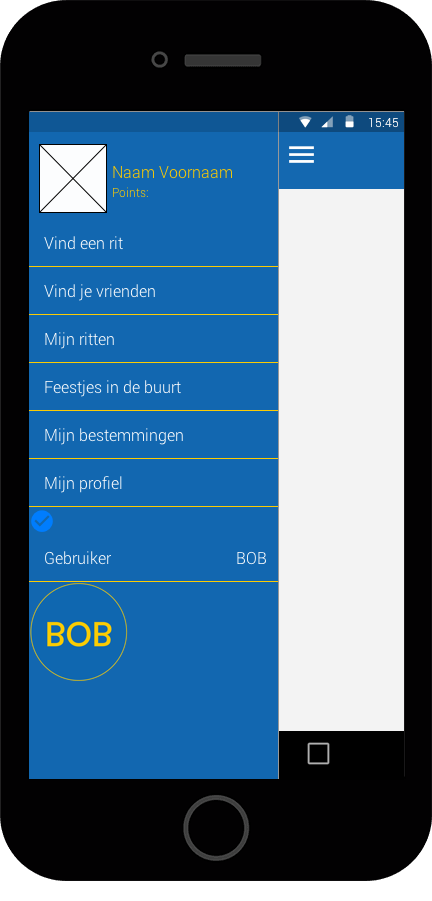 15:45
Naam Voornaam
Points:
Vind een rit
Vind je vrienden
Mijn ritten
Feestjes in de buurt
Mijn bestemmingen
Mijn profiel
Gebruiker BOB
BOB